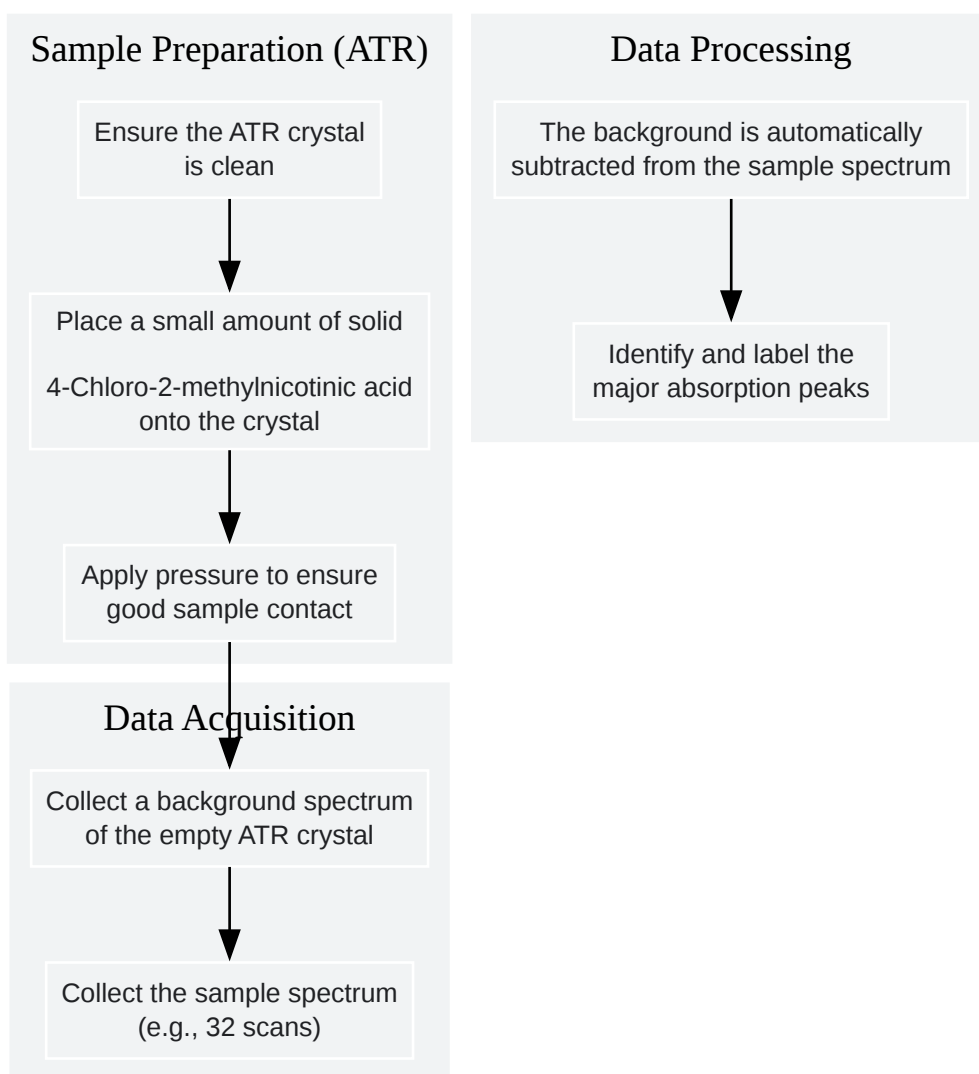 Sample Preparation (ATR)
Ensure the ATR crystal
is clean
Place a small amount of solid
4-Chloro-2-methylnicotinic acid
onto the crystal
Apply pressure to ensure
good sample contact
Data Acquisition
Collect a background spectrum
of the empty ATR crystal
Collect the sample spectrum
(e.g., 32 scans)
Data Processing
The background is automatically
subtracted from the sample spectrum
Identify and label the
major absorption peaks